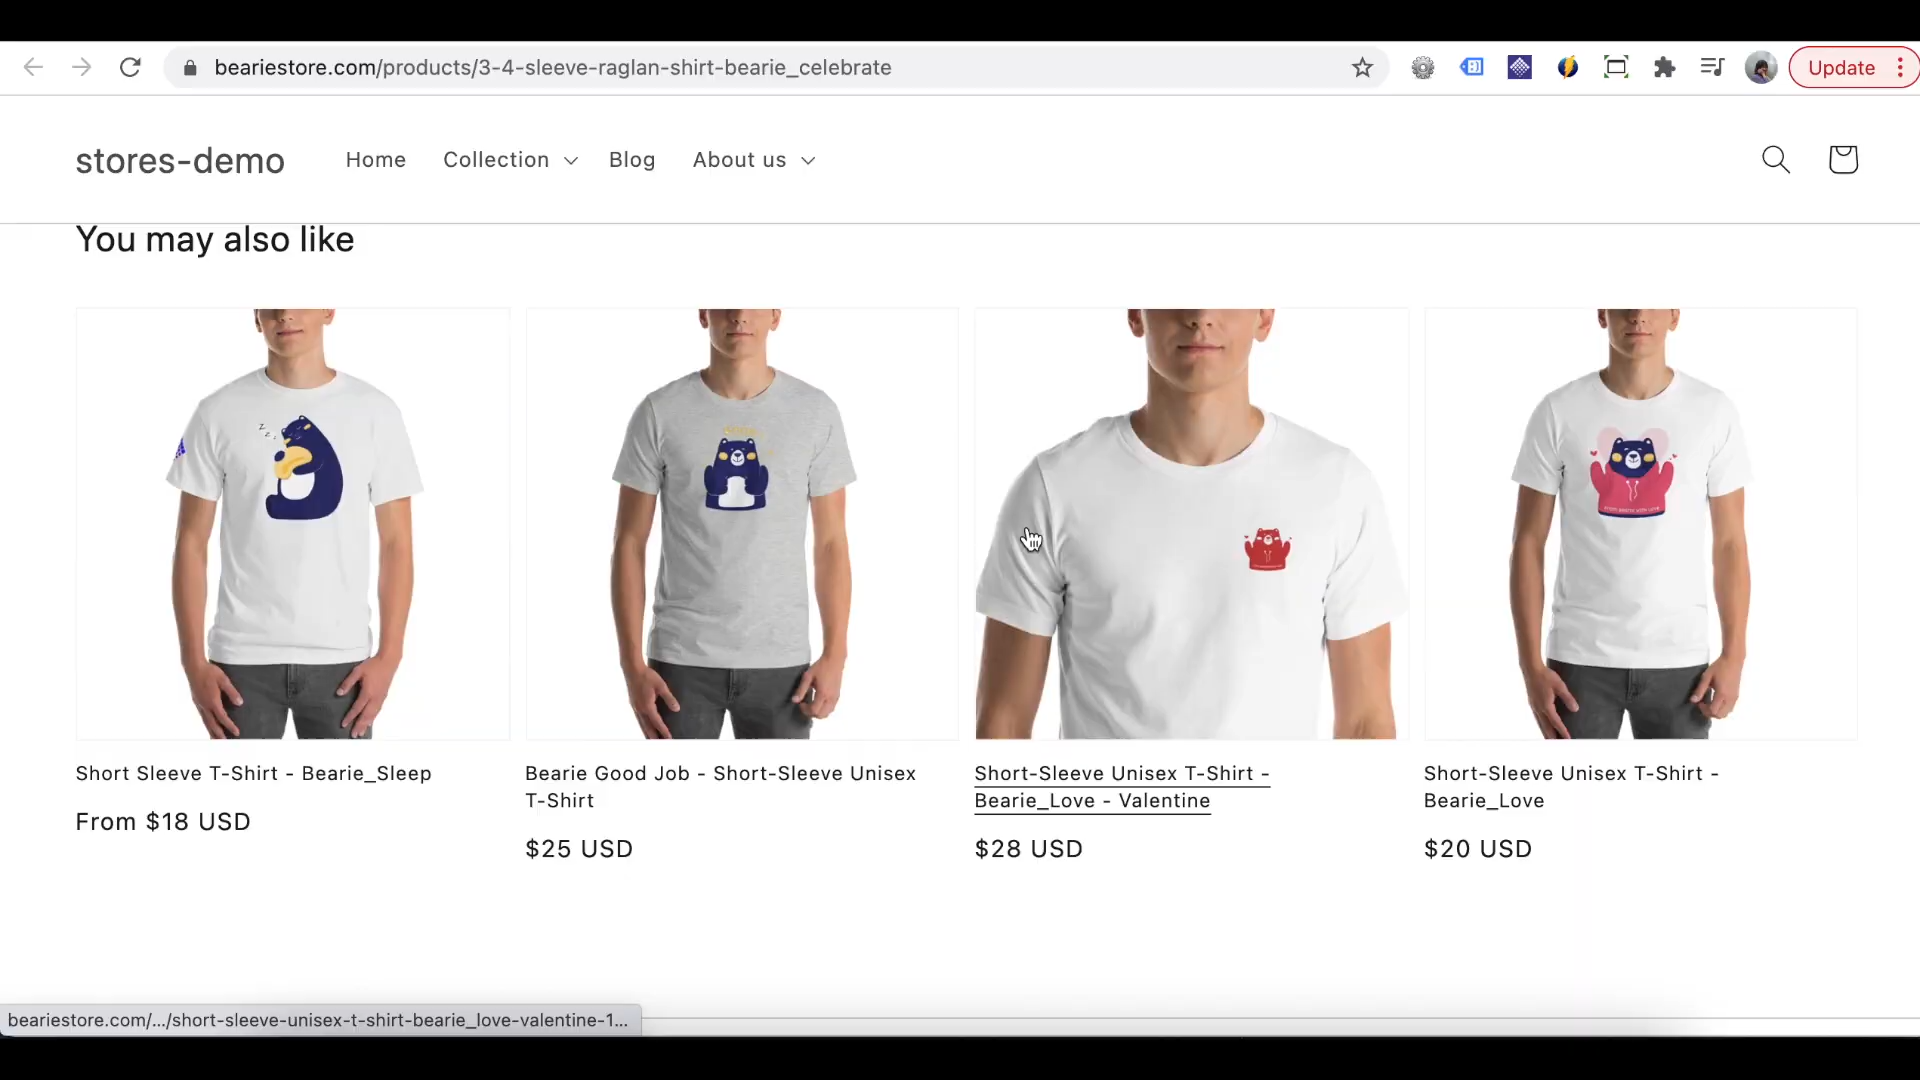 beariestore.com/products/3-4-sleeve-raglan-shirt-bearie_celebrate
Update
stores-demo
Home
Collection
Blog
About us
You may also like
Short Sleeve T-Shirt - Bearie_Sleep
From $18 USD
Bearie Good Job - Short-Sleeve Unisex
T-Shirt
$25 USD
Short-Sleeve Unisex T-Shirt -
Bearie_Love - Valentine
$28 USD
Short-Sleeve Unisex T-Shirt -
Bearie_Love
$20 USD
beariestore.com/.../short-sleeve-unisex-t-shirt-bearie_love-valentine-1...